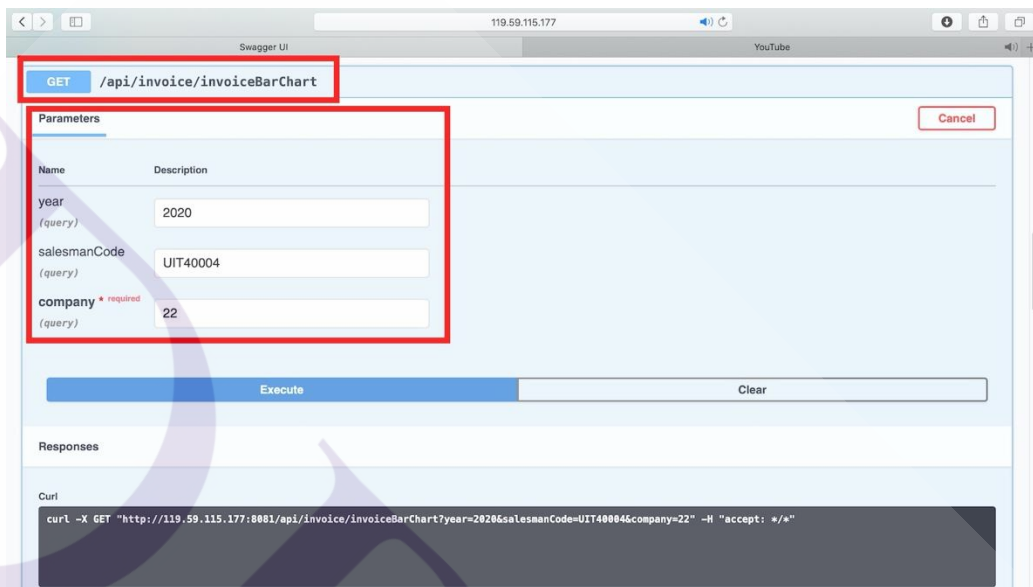 119.59.115.177
Swagger UI YouTube
GET /api/invoice/invoiceBarChart
Parameters Cancel
Name Description
year
(query)
2020
salesmanCode
(query)
UIT40004
company * required
(query)
22
Execute Clear
Responses
Curl
curl -X GET "http://119.59.115.177:8081/api/invoice/invoiceBarChart?year=2020&salesmanCode=UIT40004&company=22" -H "accept: */*"